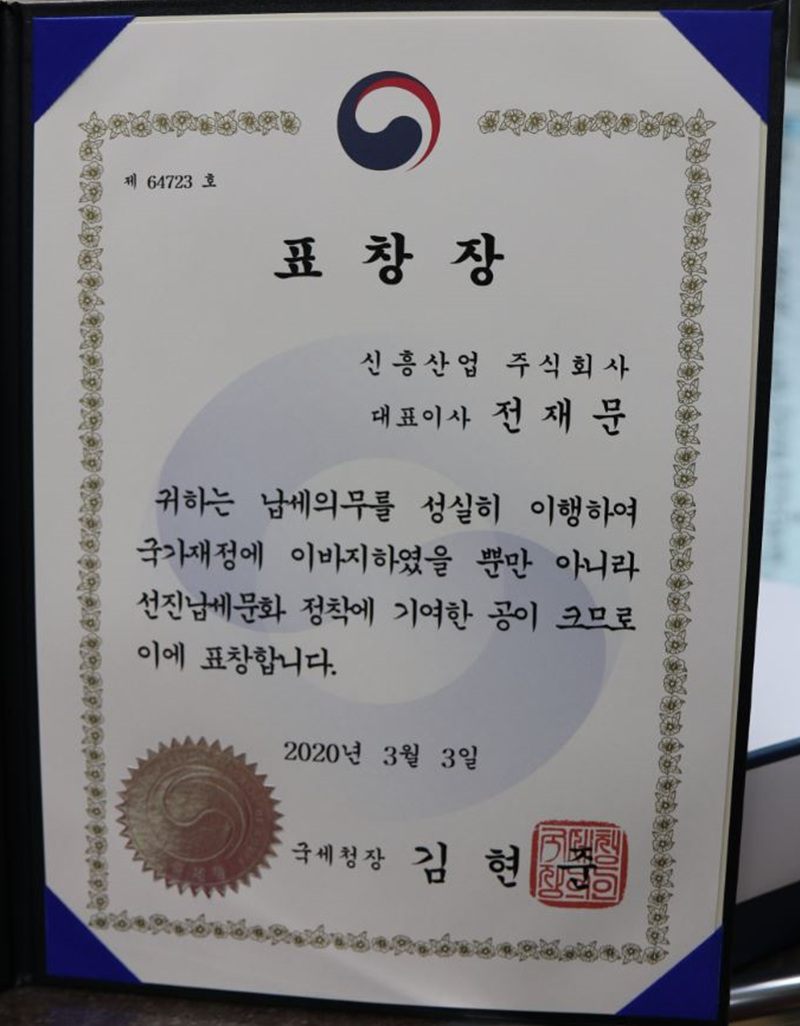 제 64723 호
표 창 장
신흥산업 주식회사
대표이사 전 재 문
귀하는 납세의무를 성실히 이행하여
국가재정에 이바지하였을 뿐만 아니라
선진납세문화 정착에 기여한 공이 크므로
이에 표창합니다.
2020년 3월 3일
국세청장 김 현 준